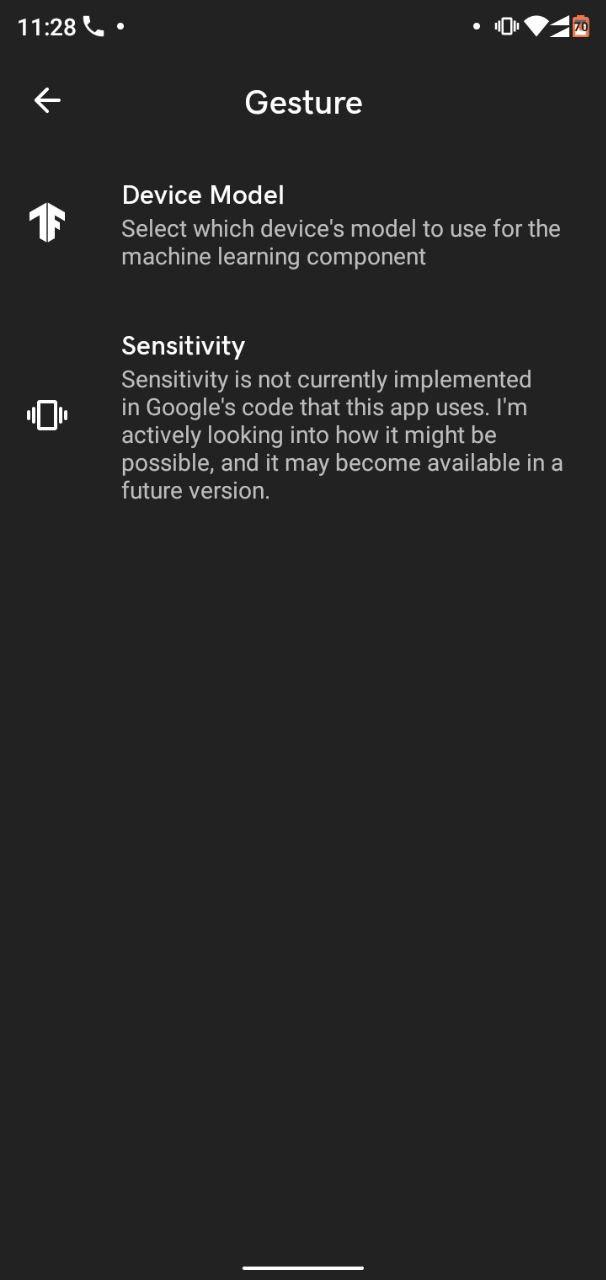 11:28
70
Gesture
Device Model
Select which device's model to use for the
machine learning component
Sensitivity
Sensitivity is not currently implemented
in Google's code that this app uses. I'm
actively looking into how it might be
possible, and it may become available in a
future version.